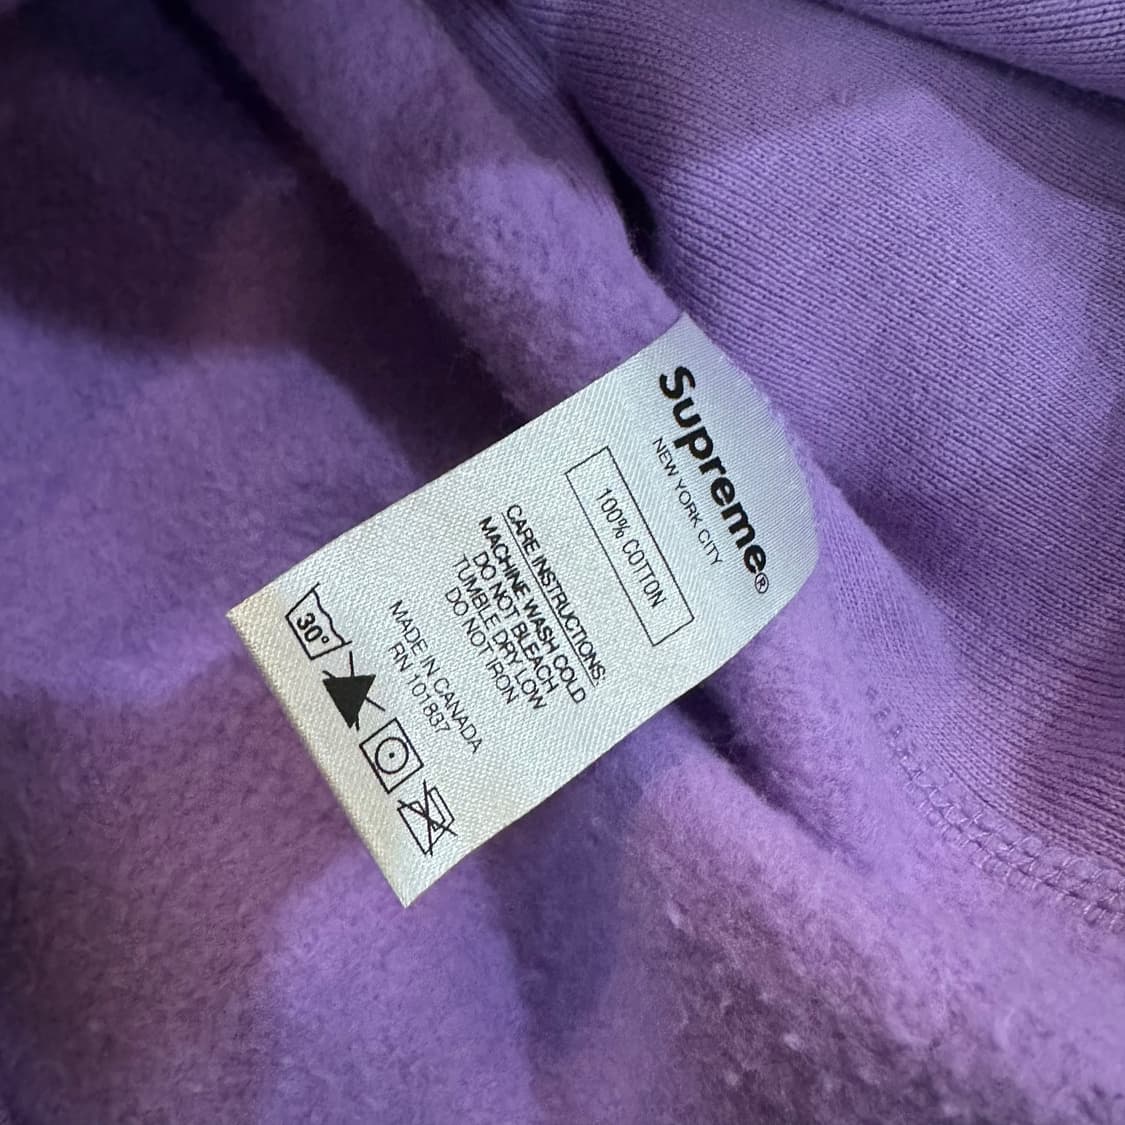 Supreme®
NEW YORK CITY
100% COTTON
CARE INSTRUCTIONS:
MACHINE WASH COLD
DO NOT BLEACH
TUMBLE DRY LOW
DO NOT IRON
MADE IN CANADA
RN 101837
30°